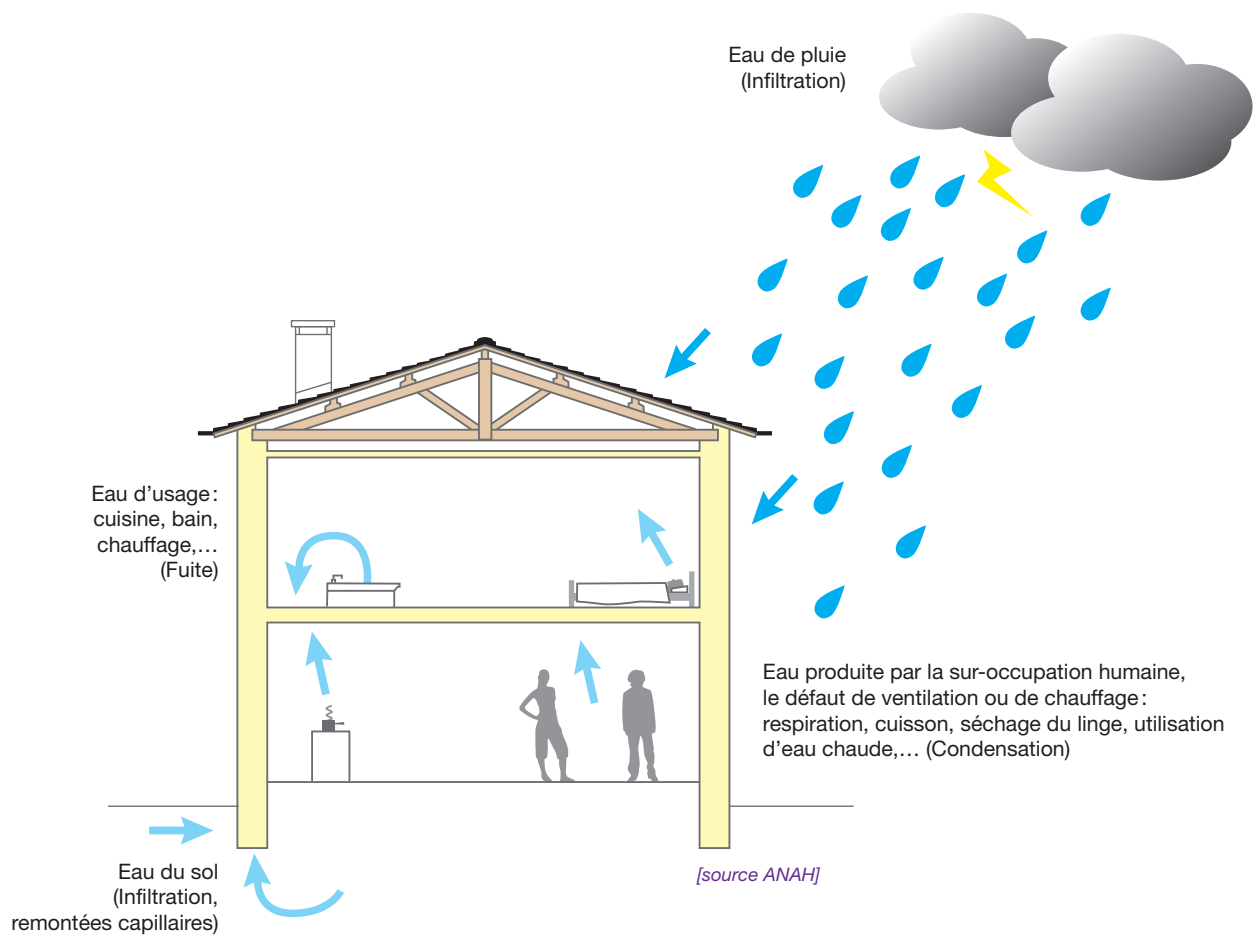 Eau de pluie
(Infiltration)
Eau d’usage:
cuisine, bain,
chauffage,…
(Fuite)
Eau produite par la sur-occupation humaine,
le défaut de ventilation ou de chauffage:
respiration, cuisson, séchage du linge, utilisation
d’eau chaude,… (Condensation)
Eau du sol
(Infiltration,
remontées capillaires)
[source ANAH]